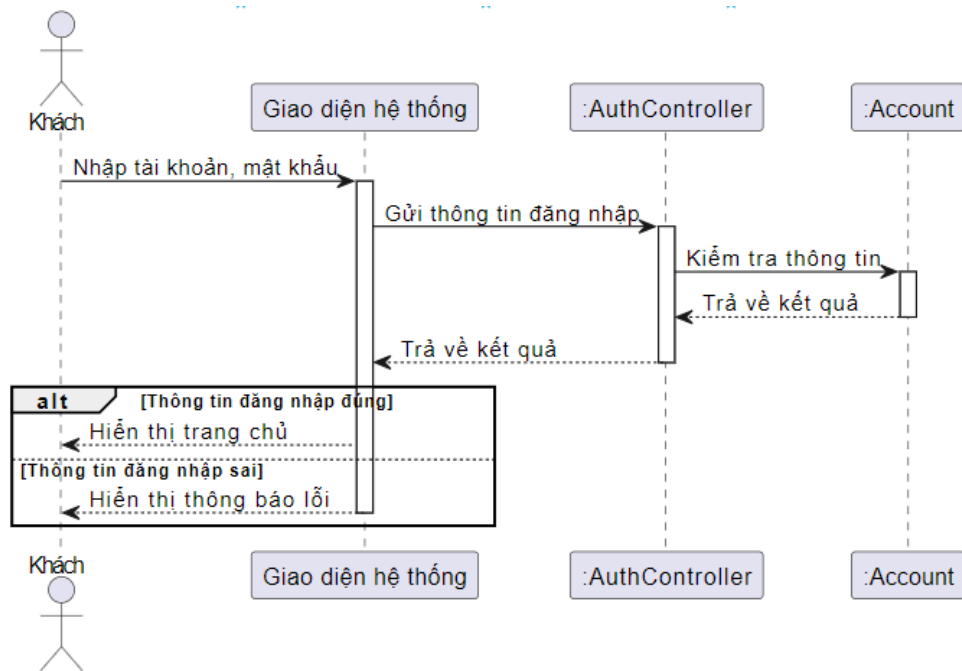 Khách
Giao diện hệ thống
:AuthController
:Account
Nhập tài khoản, mật khẩu
Gửi thông tin đăng nhập
Kiểm tra thông tin
Trả về kết quả
Trả về kết quả
alt
[Thông tin đăng nhập đúng]
Hiển thị trang chủ
[Thông tin đăng nhập sai]
Hiển thị thông báo lỗi
Khách
Giao diện hệ thống
:AuthController
:Account